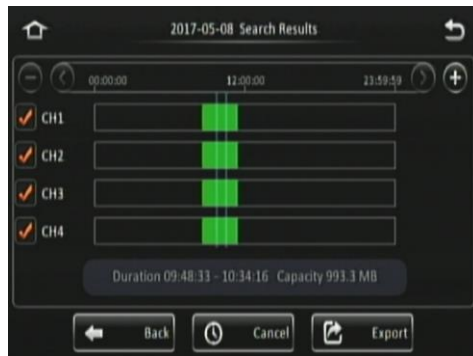 2017-05-08 Search Results
00:00:00 12:00:00 23:59:59
CH1
CH2
CH3
CH4
Duration 09:48:33 - 10:34:16 Capacity 993.3 MB
Back Cancel Export